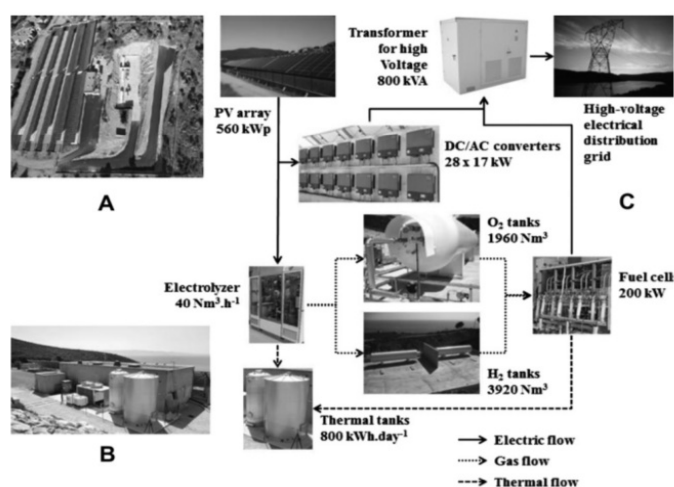 A
PV array
560 kWp
Transformer
for high
Voltage
800 kVA
High-voltage
electrical
distribution
grid
C
DC/AC converters
28 x 17 kW
O₂ tanks
1960 Nm³
Electrolyzer
40 Nm³.h⁻¹
Fuel cells
200 kW
H₂ tanks
3920 Nm³
B
Thermal tanks
800 kWh.day⁻¹
Electric flow
Gas flow
Thermal flow